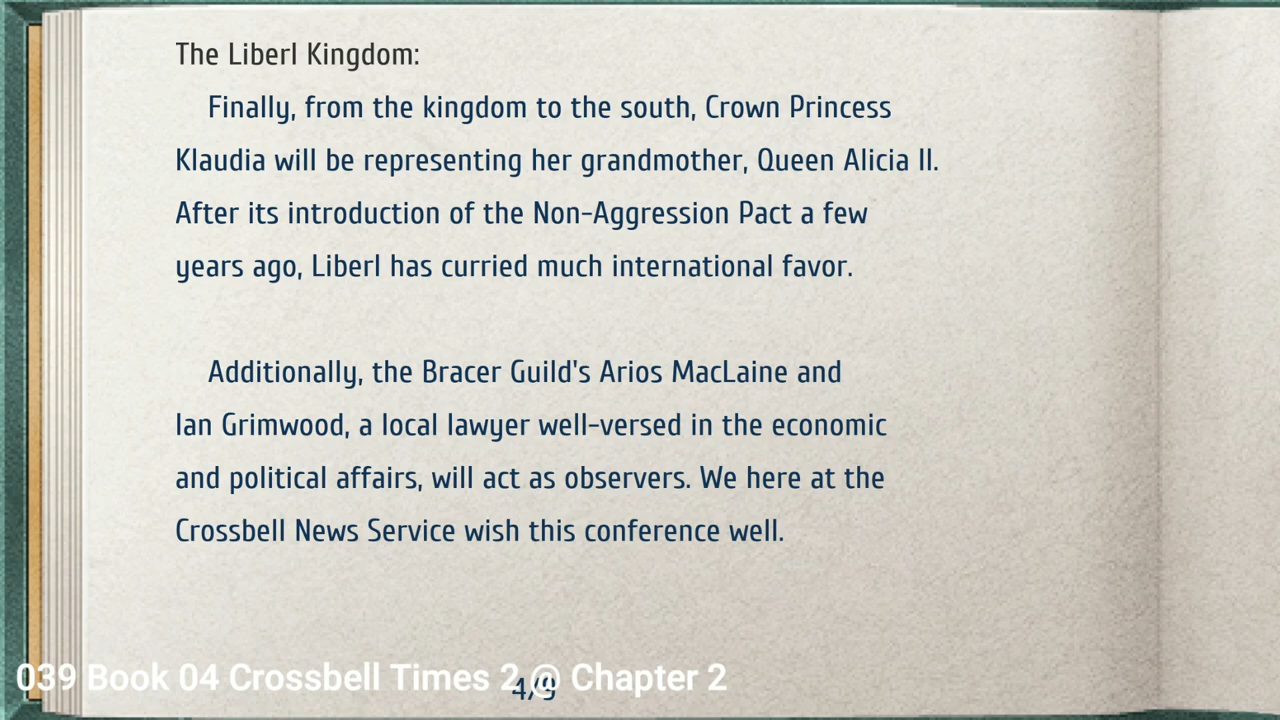 The Liberl Kingdom:
Finally, from the kingdom to the south, Crown Princess
Klaudia will be representing her grandmother, Queen Alicia II.
After its introduction of the Non-Aggression Pact a few
years ago, Liberl has curried much international favor.
Additionally, the Bracer Guild's Arios MacLaine and
Ian Grimwood, a local lawyer well-versed in the economic
and political affairs, will act as observers. We here at the
Crossbell News Service wish this conference well.
039 Book 04 Crossbell Times 2 @ Chapter 2
4/9